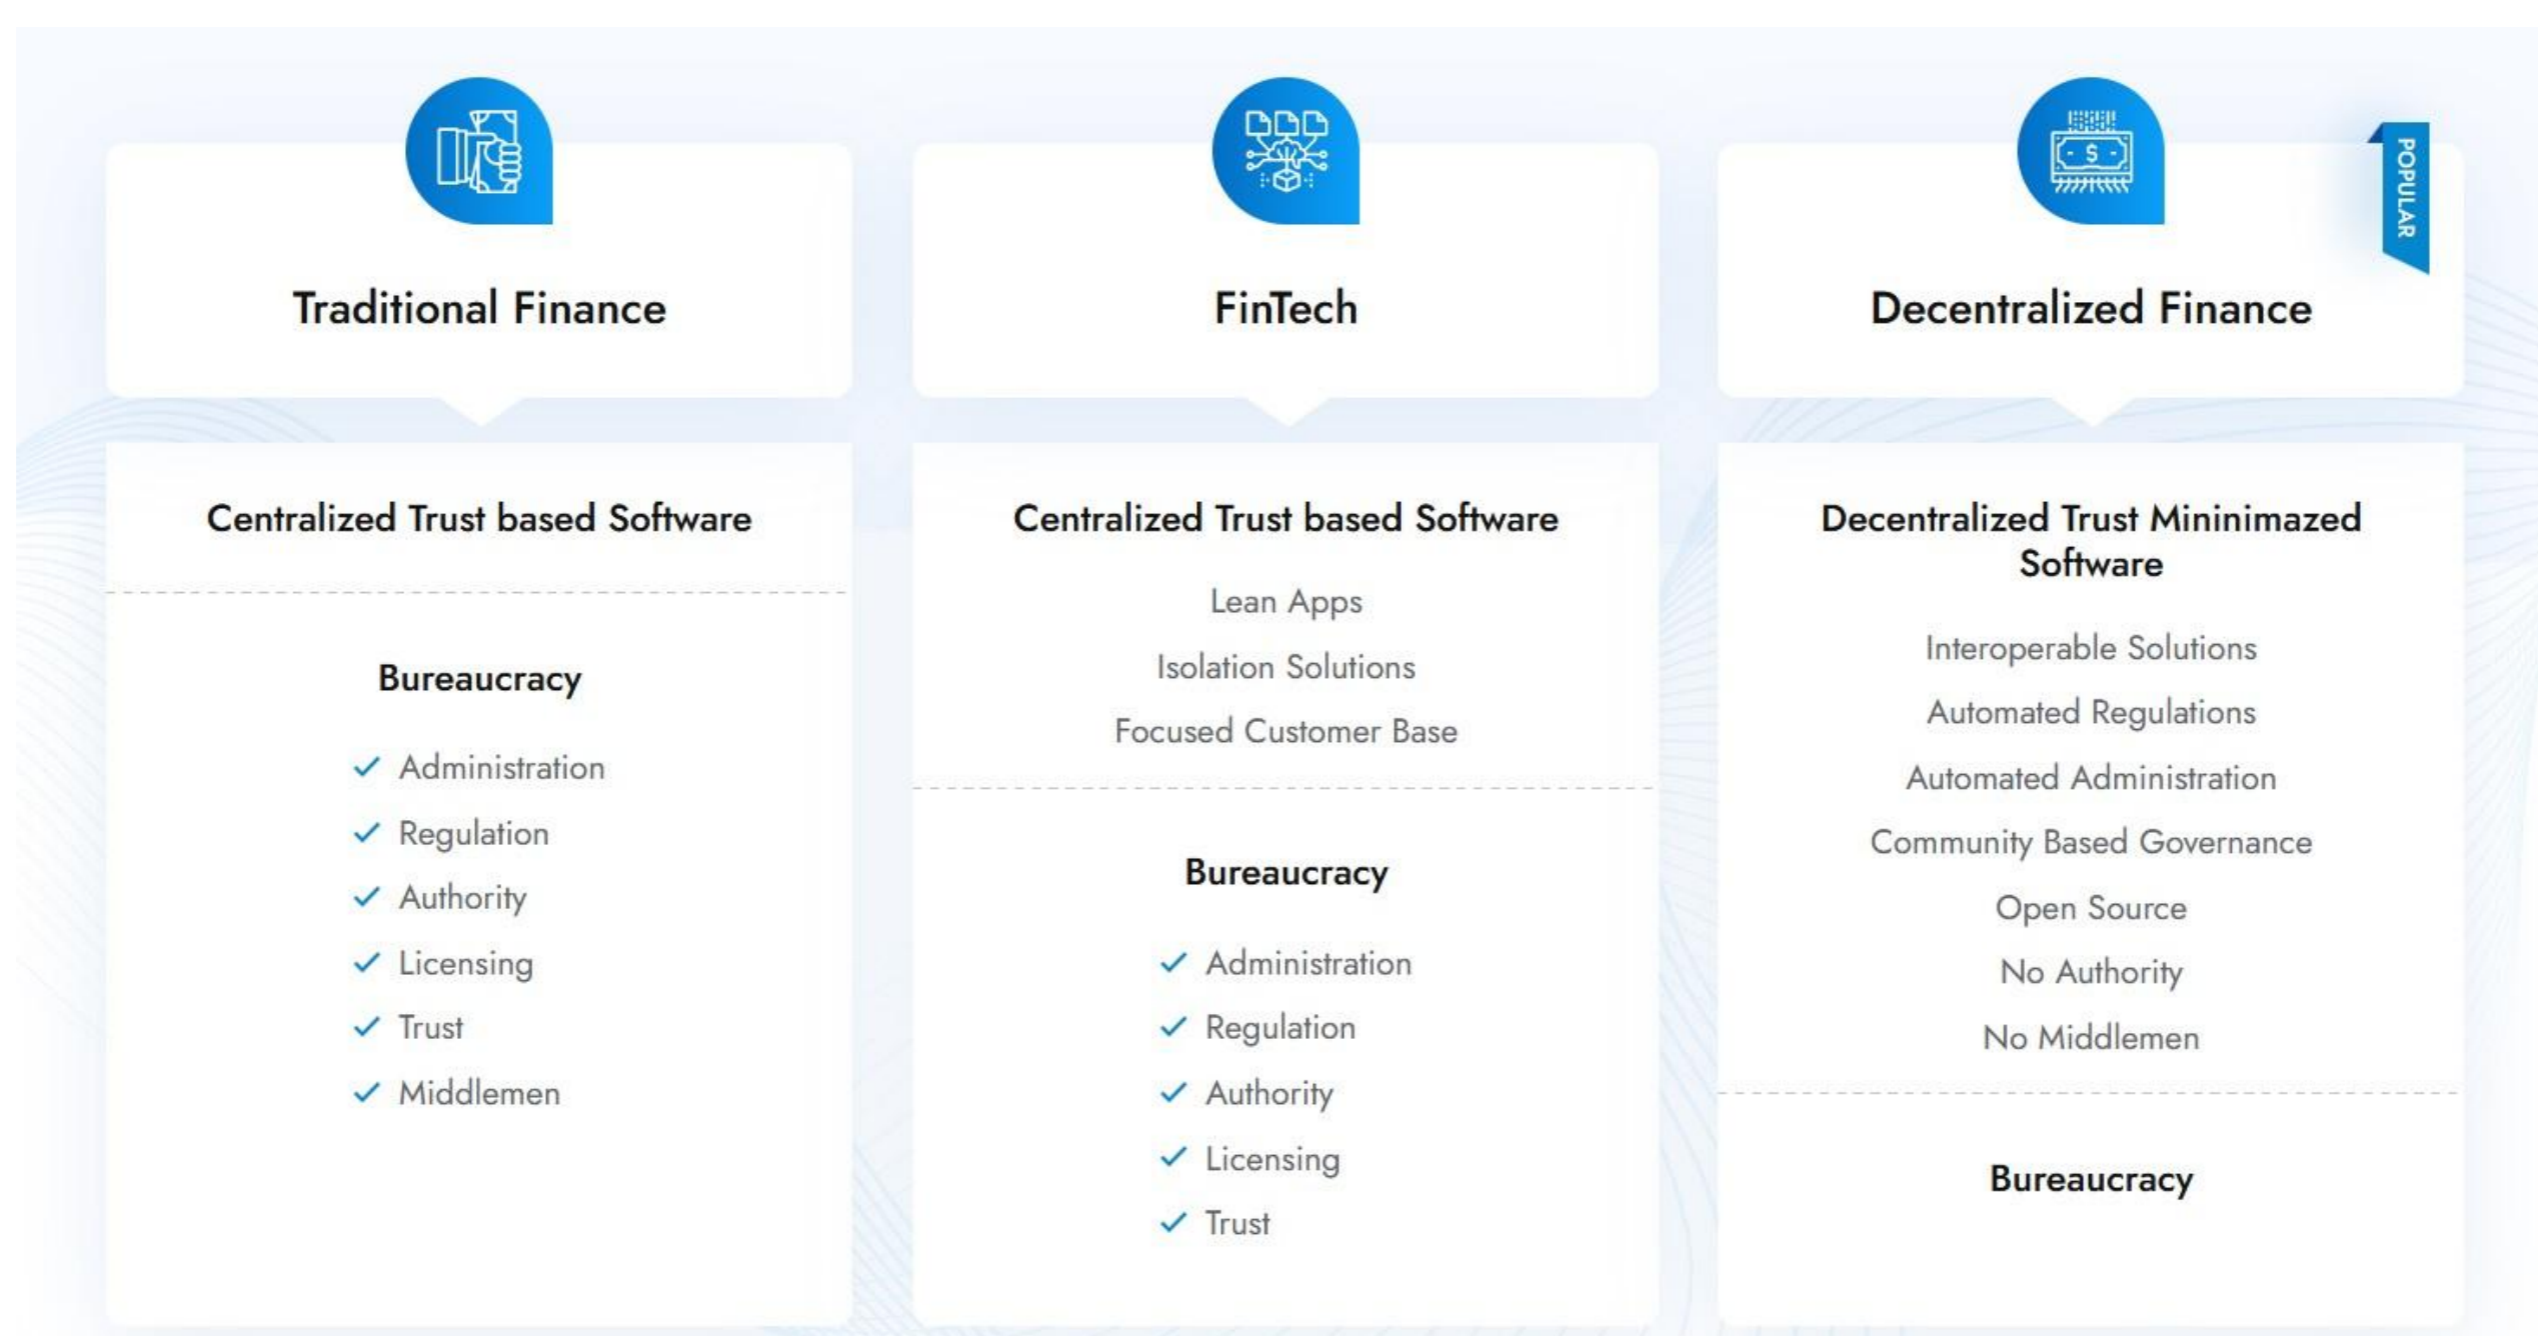 POPULAR
Traditional Finance
Centralized Trust based Software
Bureaucracy
Administration
Regulation
Authority
Licensing
Trust
Middlemen
FinTech
Centralized Trust based Software
Lean Apps
Isolation Solutions
Focused Customer Base
Bureaucracy
Administration
Regulation
Authority
Licensing
Trust
Decentralized Finance
Decentralized Trust Mininimazed
Software
Interoperable Solutions
Automated Regulations
Automated Administration
Community Based Governance
Open Source
No Authority
No Middlemen
Bureaucracy